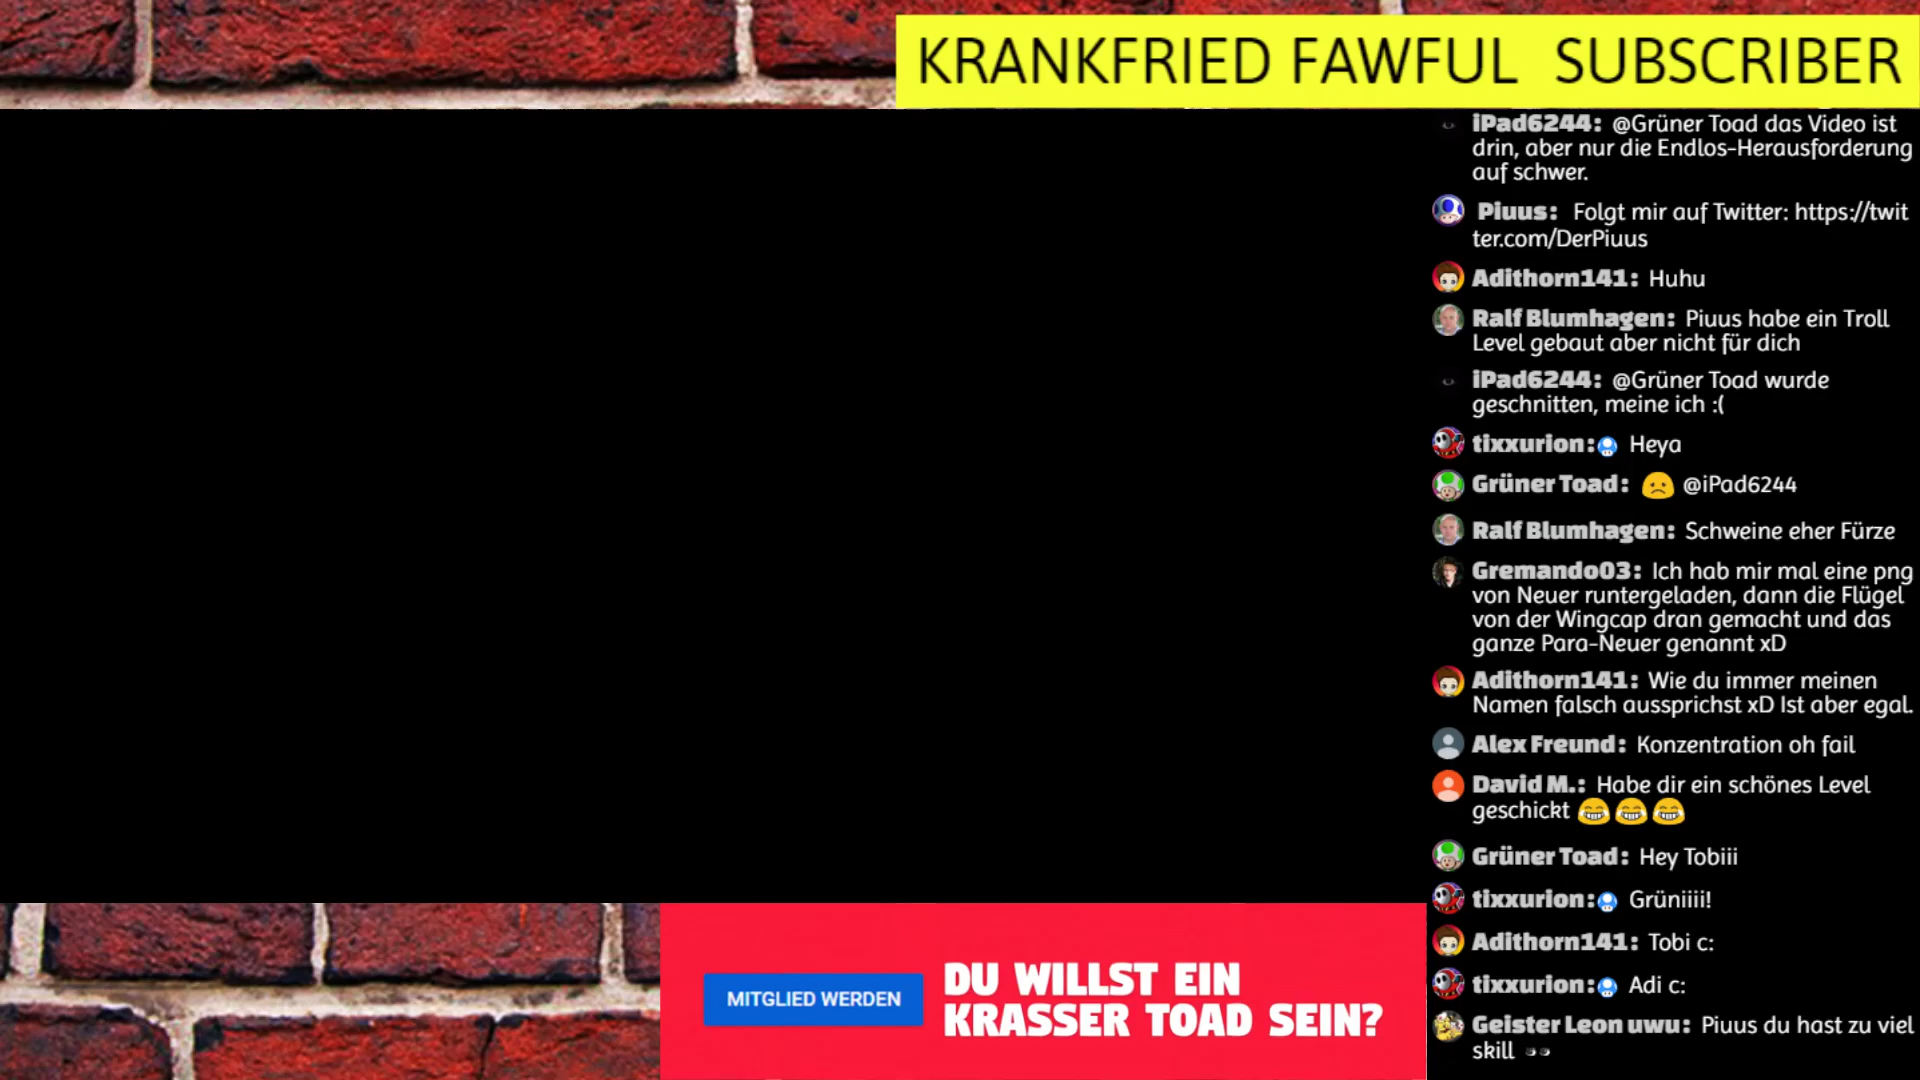 KRANKFRIED FAWFUL SUBSCRIBER
iPad6244: @Grüner Toad das Video ist
drin, aber nur die Endlos-Herausforderung
auf schwer.
Piuus: Folgt mir auf Twitter: https://twit
ter.com/DerPiuus
Adithorn141: Huhu
Ralf Blumhagen: Piuus habe ein Troll
Level gebaut aber nicht für dich
iPad6244: @Grüner Toad wurde
geschnitten, meine ich :(
tixxurion: Heya
Grüner Toad: ☹️ @iPad6244
Ralf Blumhagen: Schweine eher Fürze
Gremando03: Ich hab mir mal eine png
von Neuer runtergeladen, dann die Flügel
von der Wingcap dran gemacht und das
ganze Para-Neuer genannt xD
Adithorn141: Wie du immer meinen
Namen falsch aussprichst xD Ist aber egal.
Alex Freund: Konzentration oh fail
David M.: Habe dir ein schönes Level
geschickt 😂😂😂
Grüner Toad: Hey Tobiii
tixxurion: Grüniiii!
Adithorn141: Tobi c:
tixxurion: Adi c:
Geister Leon uwu: Piuus du hast zu viel
skill 👀
MITGLIED WERDEN
DU WILLST EIN
KRASSER TOAD SEIN?